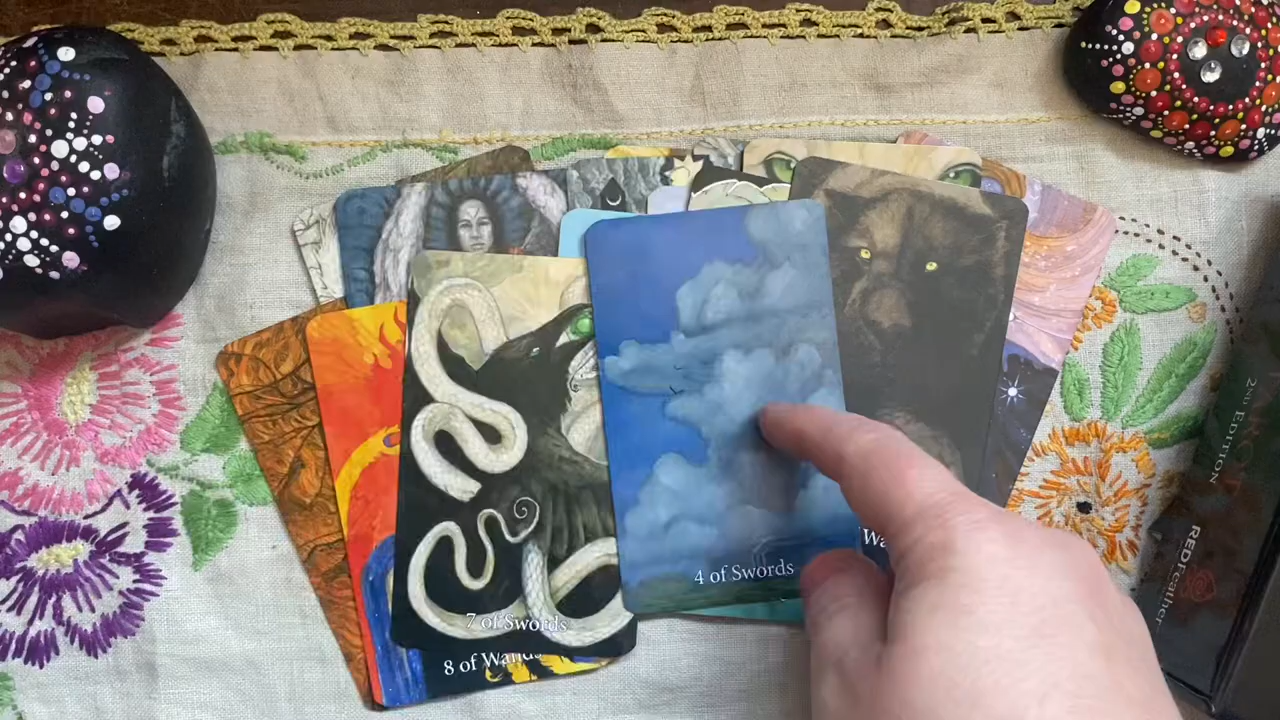 4 of Swords
7 of Swords
8 of Wands
Wa
2ND EDITION
REDFeather